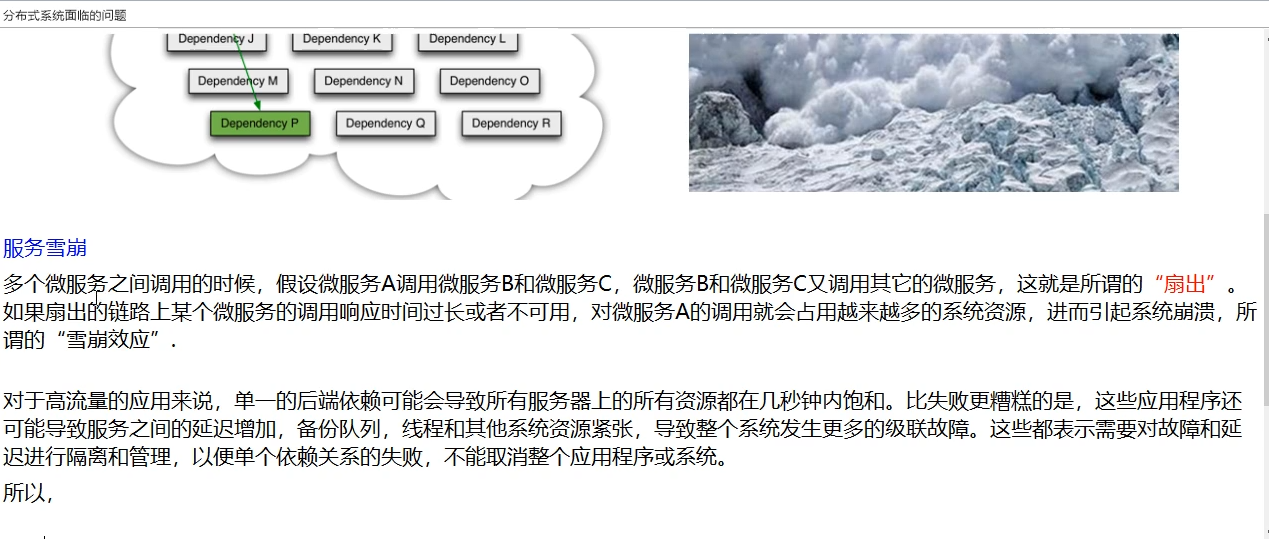 分布式系统面临的问题
Dependency J Dependency K Dependency L
Dependency M Dependency N Dependency O
Dependency P Dependency Q Dependency R
服务雪崩
多个微服务之间调用的时候，假设微服务A调用微服务B和微服务C，微服务B和微服务C又调用其它的微服务，这就是所谓的“扇出”。
如果扇出的链路上某个微服务的调用响应时间过长或者不可用，对微服务A的调用就会占用越来越多的系统资源，进而引起系统崩溃，所
谓的“雪崩效应”.
对于高流量的应用来说，单一的后端依赖可能会导致所有服务器上的所有资源都在几秒钟内饱和。比失败更糟糕的是，这些应用程序还
可能导致服务之间的延迟增加，备份队列，线程和其他系统资源紧张，导致整个系统发生更多的级联故障。这些都表示需要对故障和延
迟进行隔离和管理，以便单个依赖关系的失败，不能取消整个应用程序或系统。
所以，